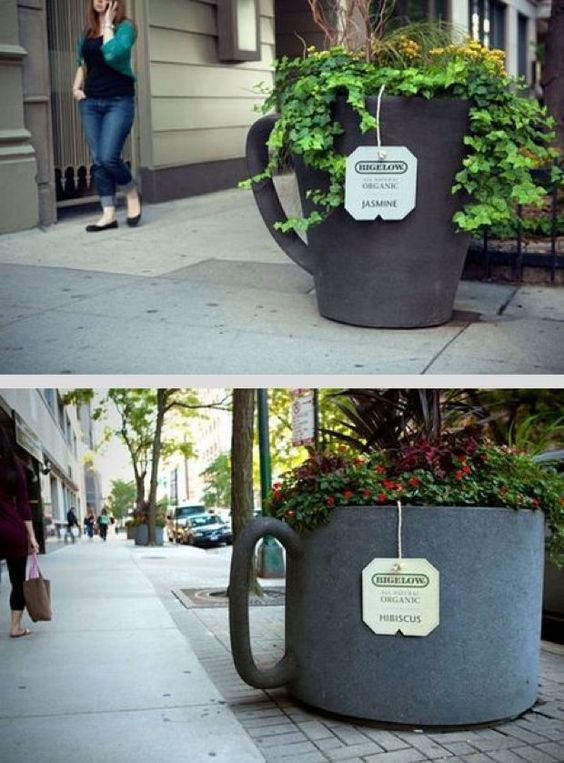 BIGELOW
ALL NATURAL
ORGANIC
JASMINE
BIGELOW
ALL NATURAL
ORGANIC
HIBISCUS